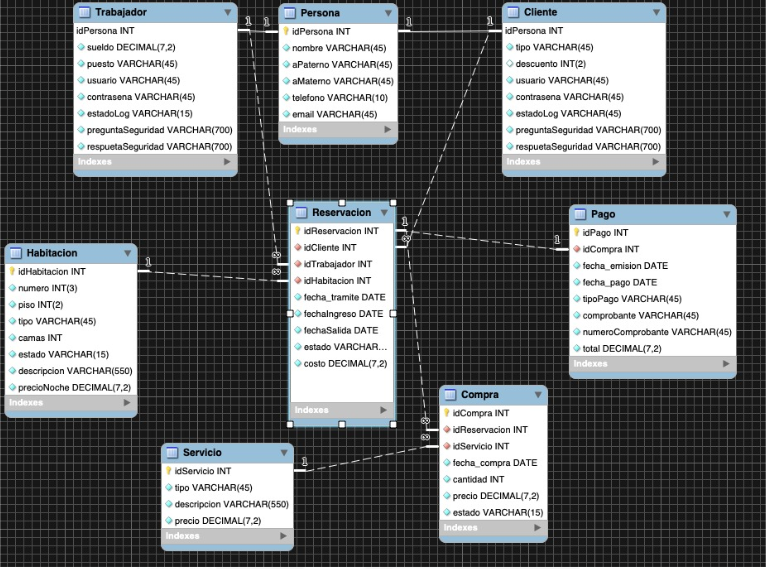 Trabajador
idPersona INT
sueldo DECIMAL(7,2)
puesto VARCHAR(45)
usuario VARCHAR(45)
contrasena VARCHAR(45)
estadoLog VARCHAR(15)
preguntaSeguridad VARCHAR(700)
respuetaSeguridad VARCHAR(700)
Indexes
1
1
Persona
idPersona INT
nombre VARCHAR(45)
aPaterno VARCHAR(45)
aMaterno VARCHAR(45)
telefono VARCHAR(10)
email VARCHAR(45)
Indexes
1
1
Cliente
idPersona INT
tipo VARCHAR(45)
descuento INT(2)
usuario VARCHAR(45)
contrasena VARCHAR(45)
estadoLog VARCHAR(45)
preguntaSeguridad VARCHAR(700)
respuetaSeguridad VARCHAR(700)
Indexes
Habitacion
idHabitacion INT
numero INT(3)
piso INT(2)
tipo VARCHAR(45)
camas INT
estado VARCHAR(15)
descripcion VARCHAR(550)
precioNoche DECIMAL(7,2)
Indexes
1
∞
∞
Reservacion
idReservacion INT
idCliente INT
idTrabajador INT
idHabitacion INT
fecha_tramite DATE
fechaIngreso DATE
fechaSalida DATE
estado VARCHAR...
costo DECIMAL(7,2)
Indexes
1
∞
1
Pago
idPago INT
idCompra INT
fecha_emision DATE
fecha_pago DATE
tipoPago VARCHAR(45)
comprobante VARCHAR(45)
numeroComprobante VARCHAR(45)
total DECIMAL(7,2)
Indexes
Servicio
idServicio INT
tipo VARCHAR(45)
descripcion VARCHAR(550)
precio DECIMAL(7,2)
Indexes
1
∞
∞
Compra
idCompra INT
idReservacion INT
idServicio INT
fecha_compra DATE
cantidad INT
precio DECIMAL(7,2)
estado VARCHAR(15)
Indexes